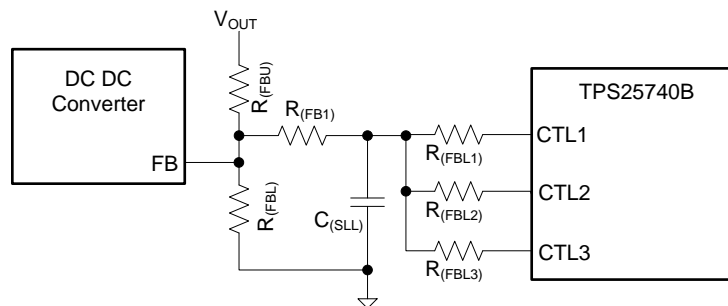 VOUT
DC DC
Converter
FB
R(FBU)
R(FB1)
R(FBL)
C(SLL)
R(FBL1)
R(FBL2)
R(FBL3)
TPS25740B
CTL1
CTL2
CTL3